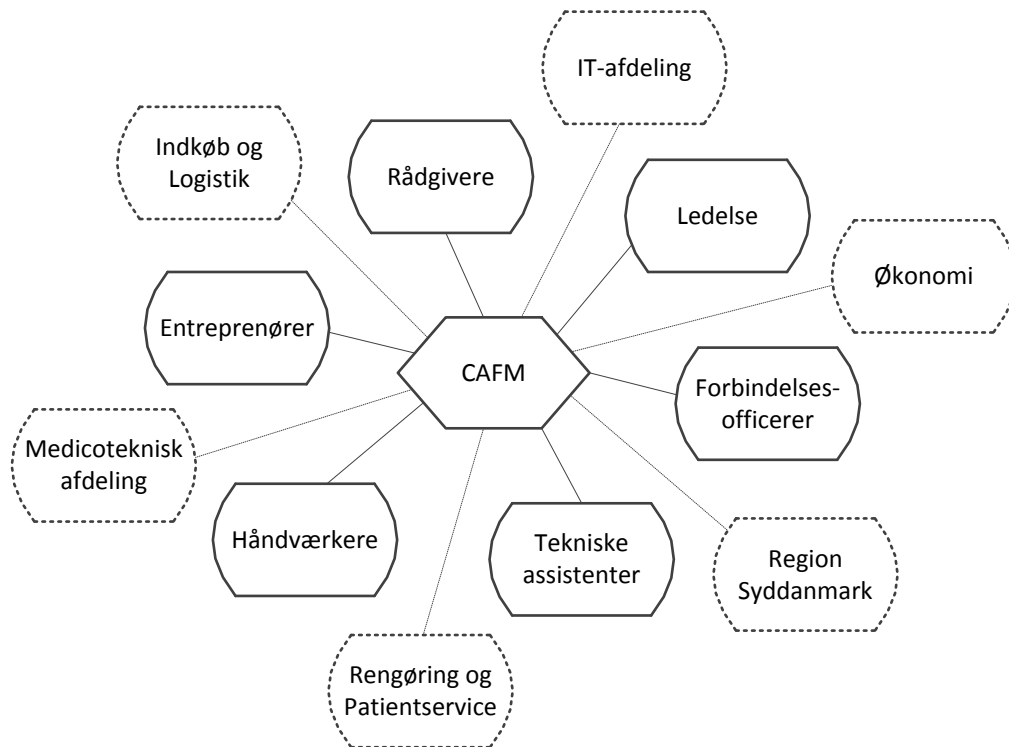 IT-afdeling
Indkøb og
Logistik
Rådgivere
Ledelse
Økonomi
Entreprenører
CAFM
Forbindelses-
officerer
Medicoteknisk
afdeling
Håndværkere
Tekniske
assistenter
Region
Syddanmark
Rengøring og
Patientservice